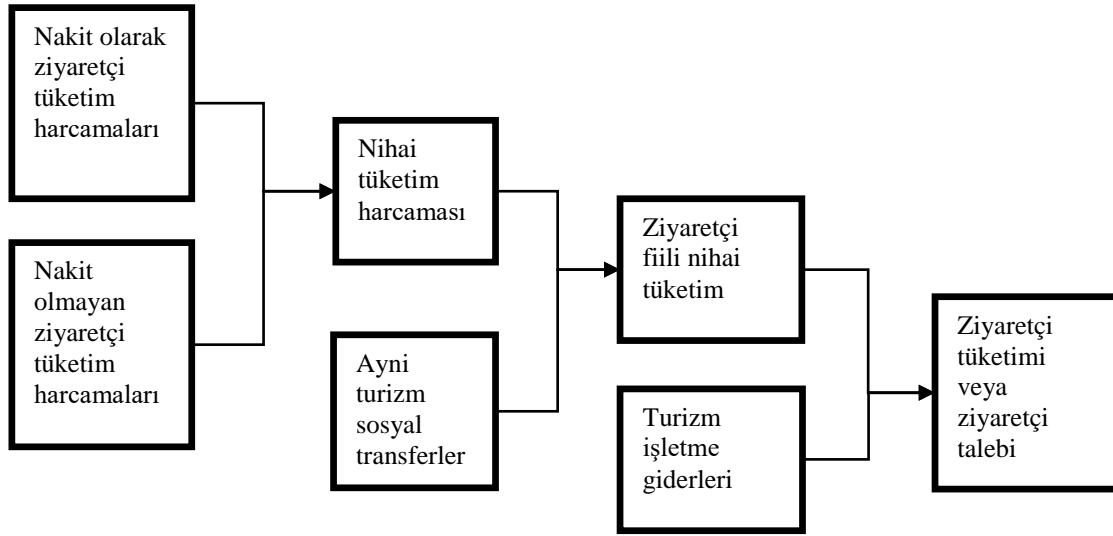 Nakit olarak
ziyaretçi
tüketim
harcamaları
Nakit
olmayan
ziyaretçi
tüketim
harcamaları
Nihai
tüketim
harcaması
Ayni
turizm
sosyal
transferler
Ziyaretçi
fiili nihai
tüketim
Turizm
işletme
giderleri
Ziyaretçi
tüketimi
veya
ziyaretçi
talebi